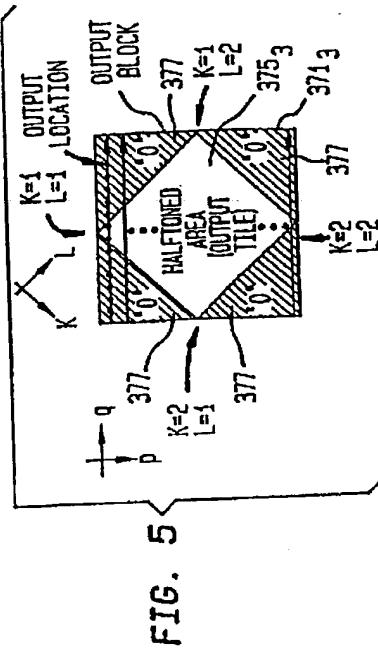 FIG. 5
q
p
K
L
K=1
L=1
OUTPUT
LOCATION
OUTPUT
BLOCK
377
K=1
L=2
375₃
371₃
377
K=2
L=2
377
K=2
L=1
377
"0"
"0"
"0"
"0"
HALFTONED
AREA
(OUTPUT
TILE)